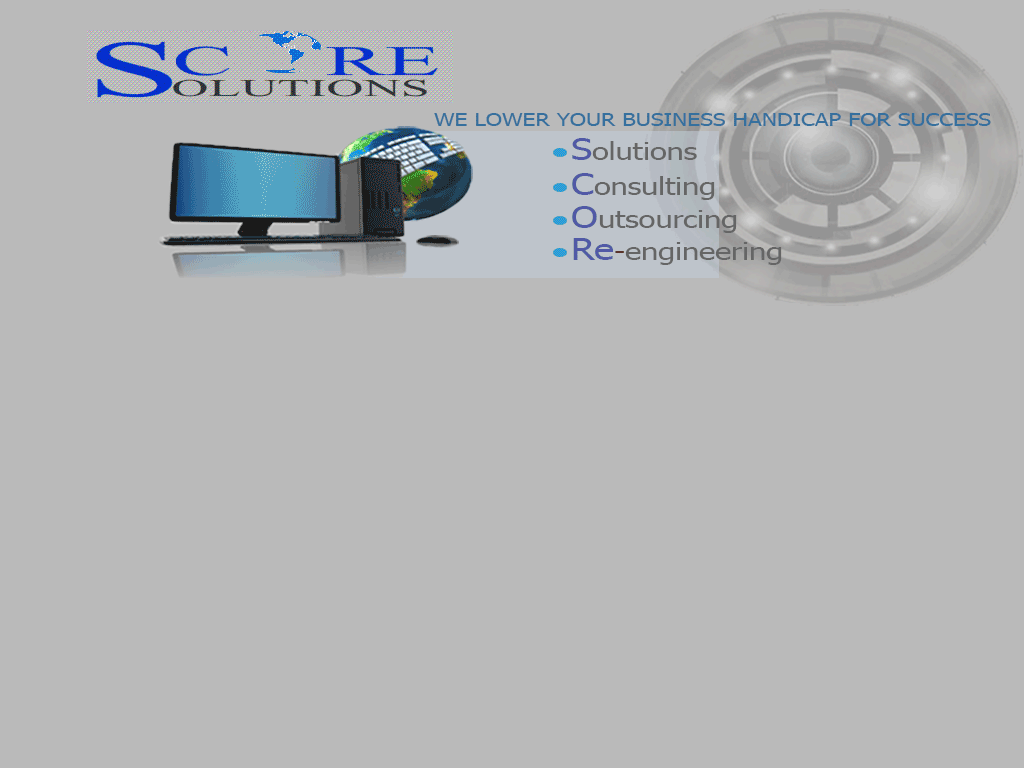 SCORE
SOLUTIONS
WE LOWER YOUR BUSINESS HANDICAP FOR SUCCESS
Solutions
Consulting
Outsourcing
Re-engineering